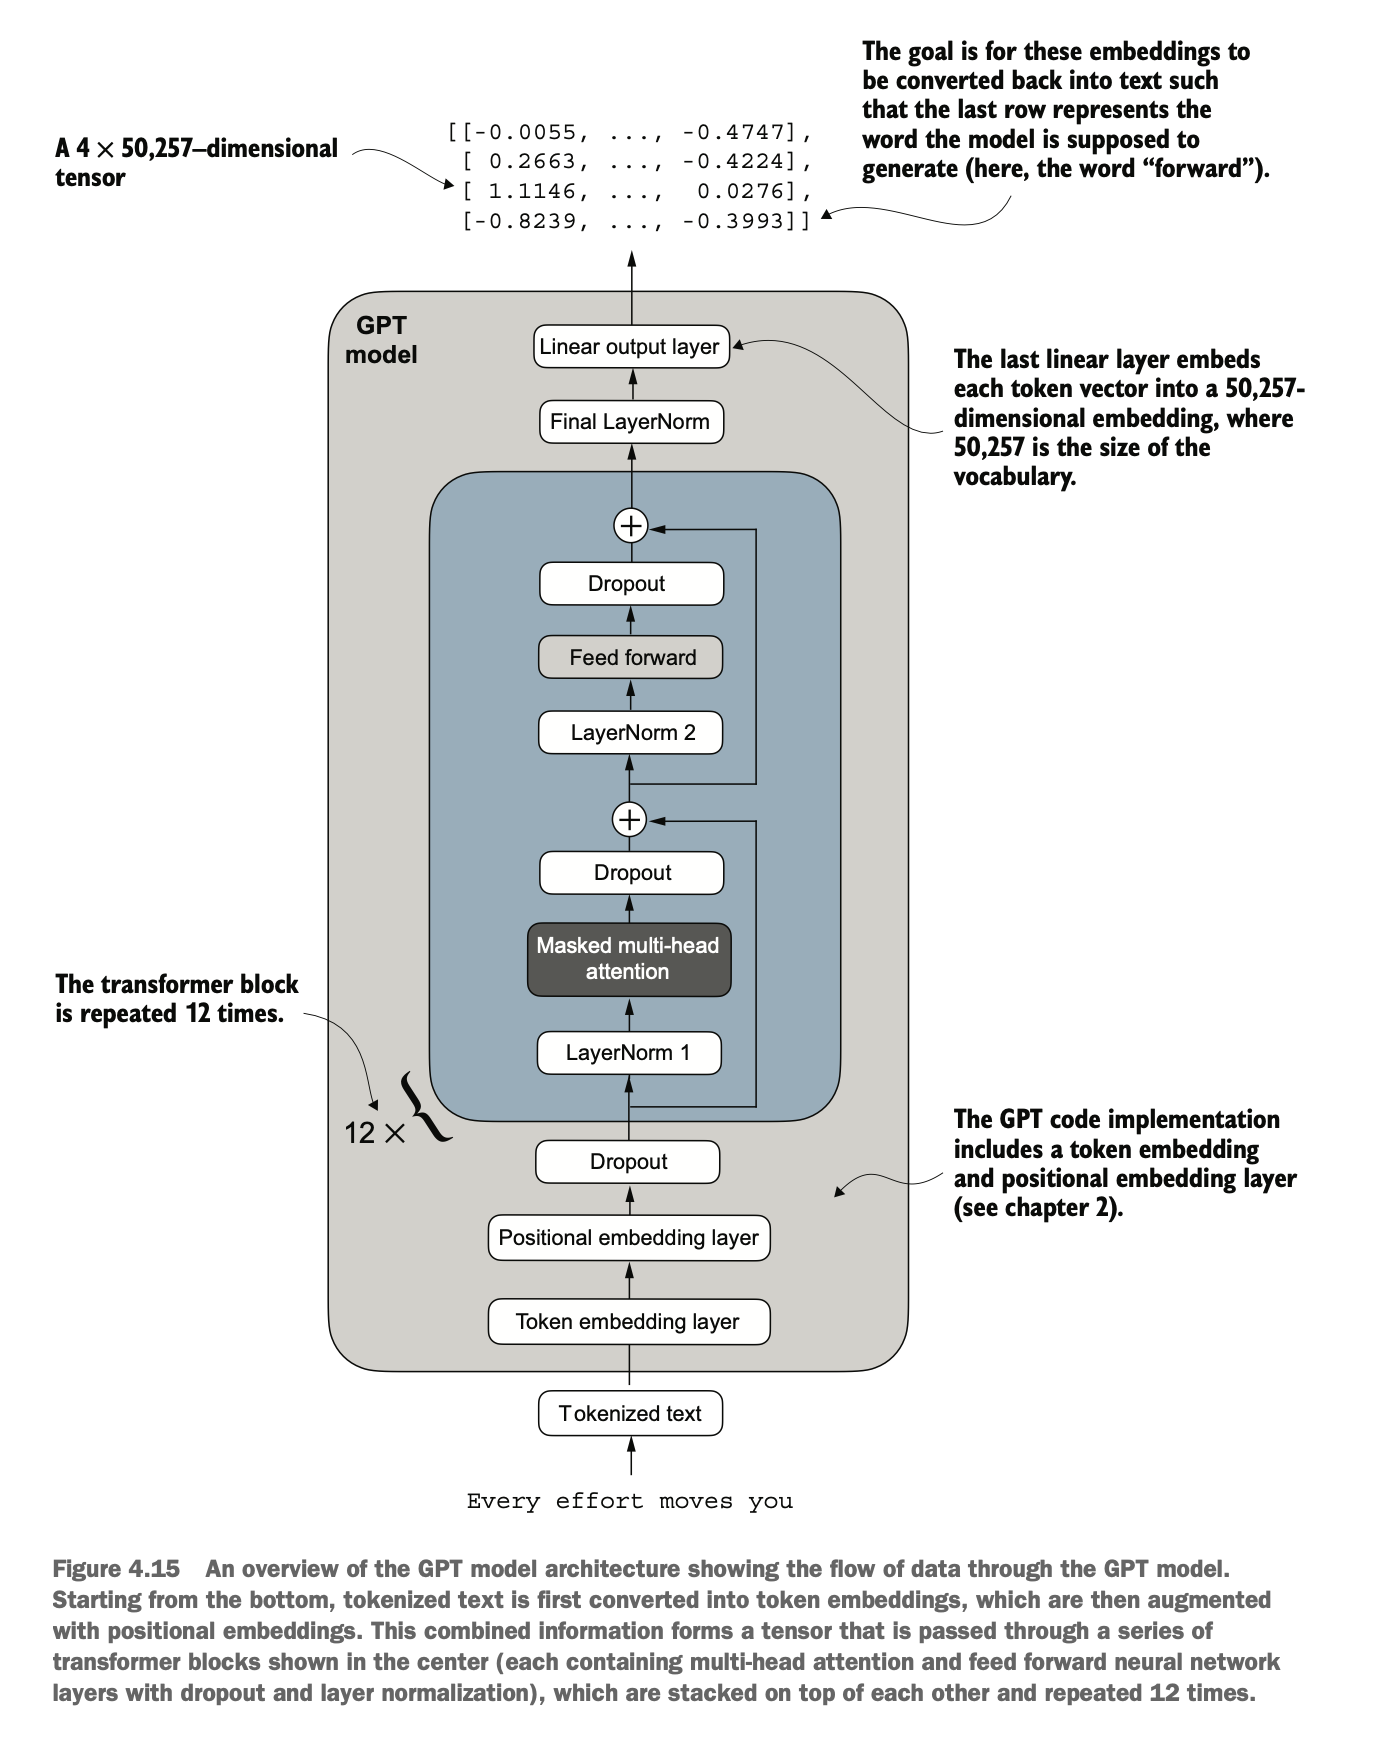 The goal is for these embeddings to
be converted back into text such
that the last row represents the
word the model is supposed to
generate (here, the word “forward”).
A 4 × 50,257–dimensional
tensor
[[-0.0055, ..., -0.4747],
[ 0.2663, ..., -0.4224],
[ 1.1146, ..., 0.0276],
[-0.8239, ..., -0.3993]]
GPT
model
Linear output layer
The last linear layer embeds
each token vector into a 50,257-
dimensional embedding, where
50,257 is the size of the
vocabulary.
Final LayerNorm
+
Dropout
Feed forward
LayerNorm 2
+
Dropout
Masked multi-head
attention
The transformer block
is repeated 12 times.
LayerNorm 1
12 × {
Dropout
The GPT code implementation
includes a token embedding
and positional embedding layer
(see chapter 2).
Positional embedding layer
Token embedding layer
Tokenized text
Every effort moves you
Figure 4.15 An overview of the GPT model architecture showing the flow of data through the GPT model.
Starting from the bottom, tokenized text is first converted into token embeddings, which are then augmented
with positional embeddings. This combined information forms a tensor that is passed through a series of
transformer blocks shown in the center (each containing multi-head attention and feed forward neural network
layers with dropout and layer normalization), which are stacked on top of each other and repeated 12 times.